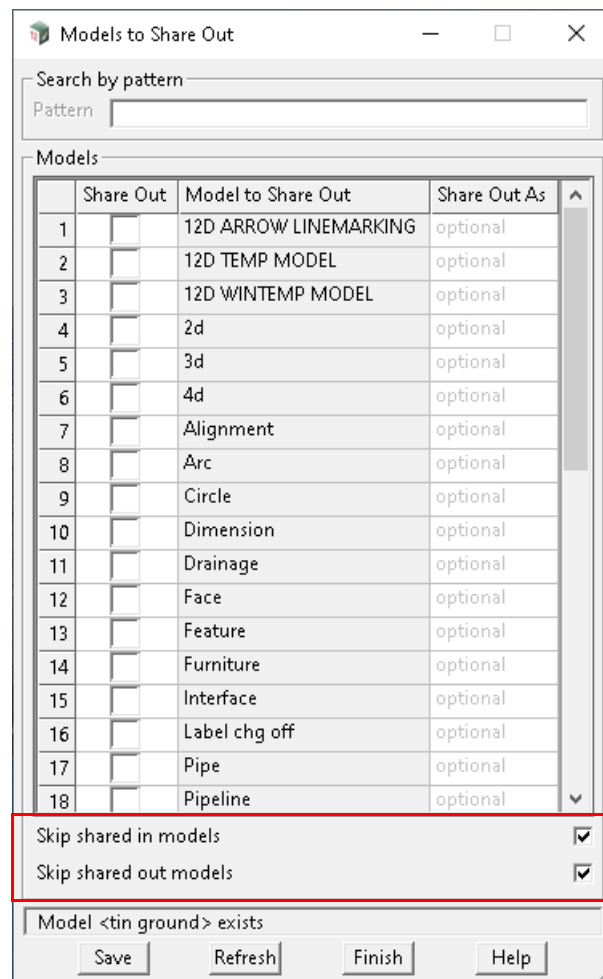 Models to Share Out
Search by pattern
Pattern
Models
Share Out Model to Share Out Share Out As
1 12D ARROW LINEMARKING optional
2 12D TEMP MODEL optional
3 12D WINTEMP MODEL optional
4 2d optional
5 3d optional
6 4d optional
7 Alignment optional
8 Arc optional
9 Circle optional
10 Dimension optional
11 Drainage optional
12 Face optional
13 Feature optional
14 Furniture optional
15 Interface optional
16 Label chg off optional
17 Pipe optional
18 Pipeline optional
Skip shared in models
Skip shared out models
Model <tin ground> exists
Save Refresh Finish Help